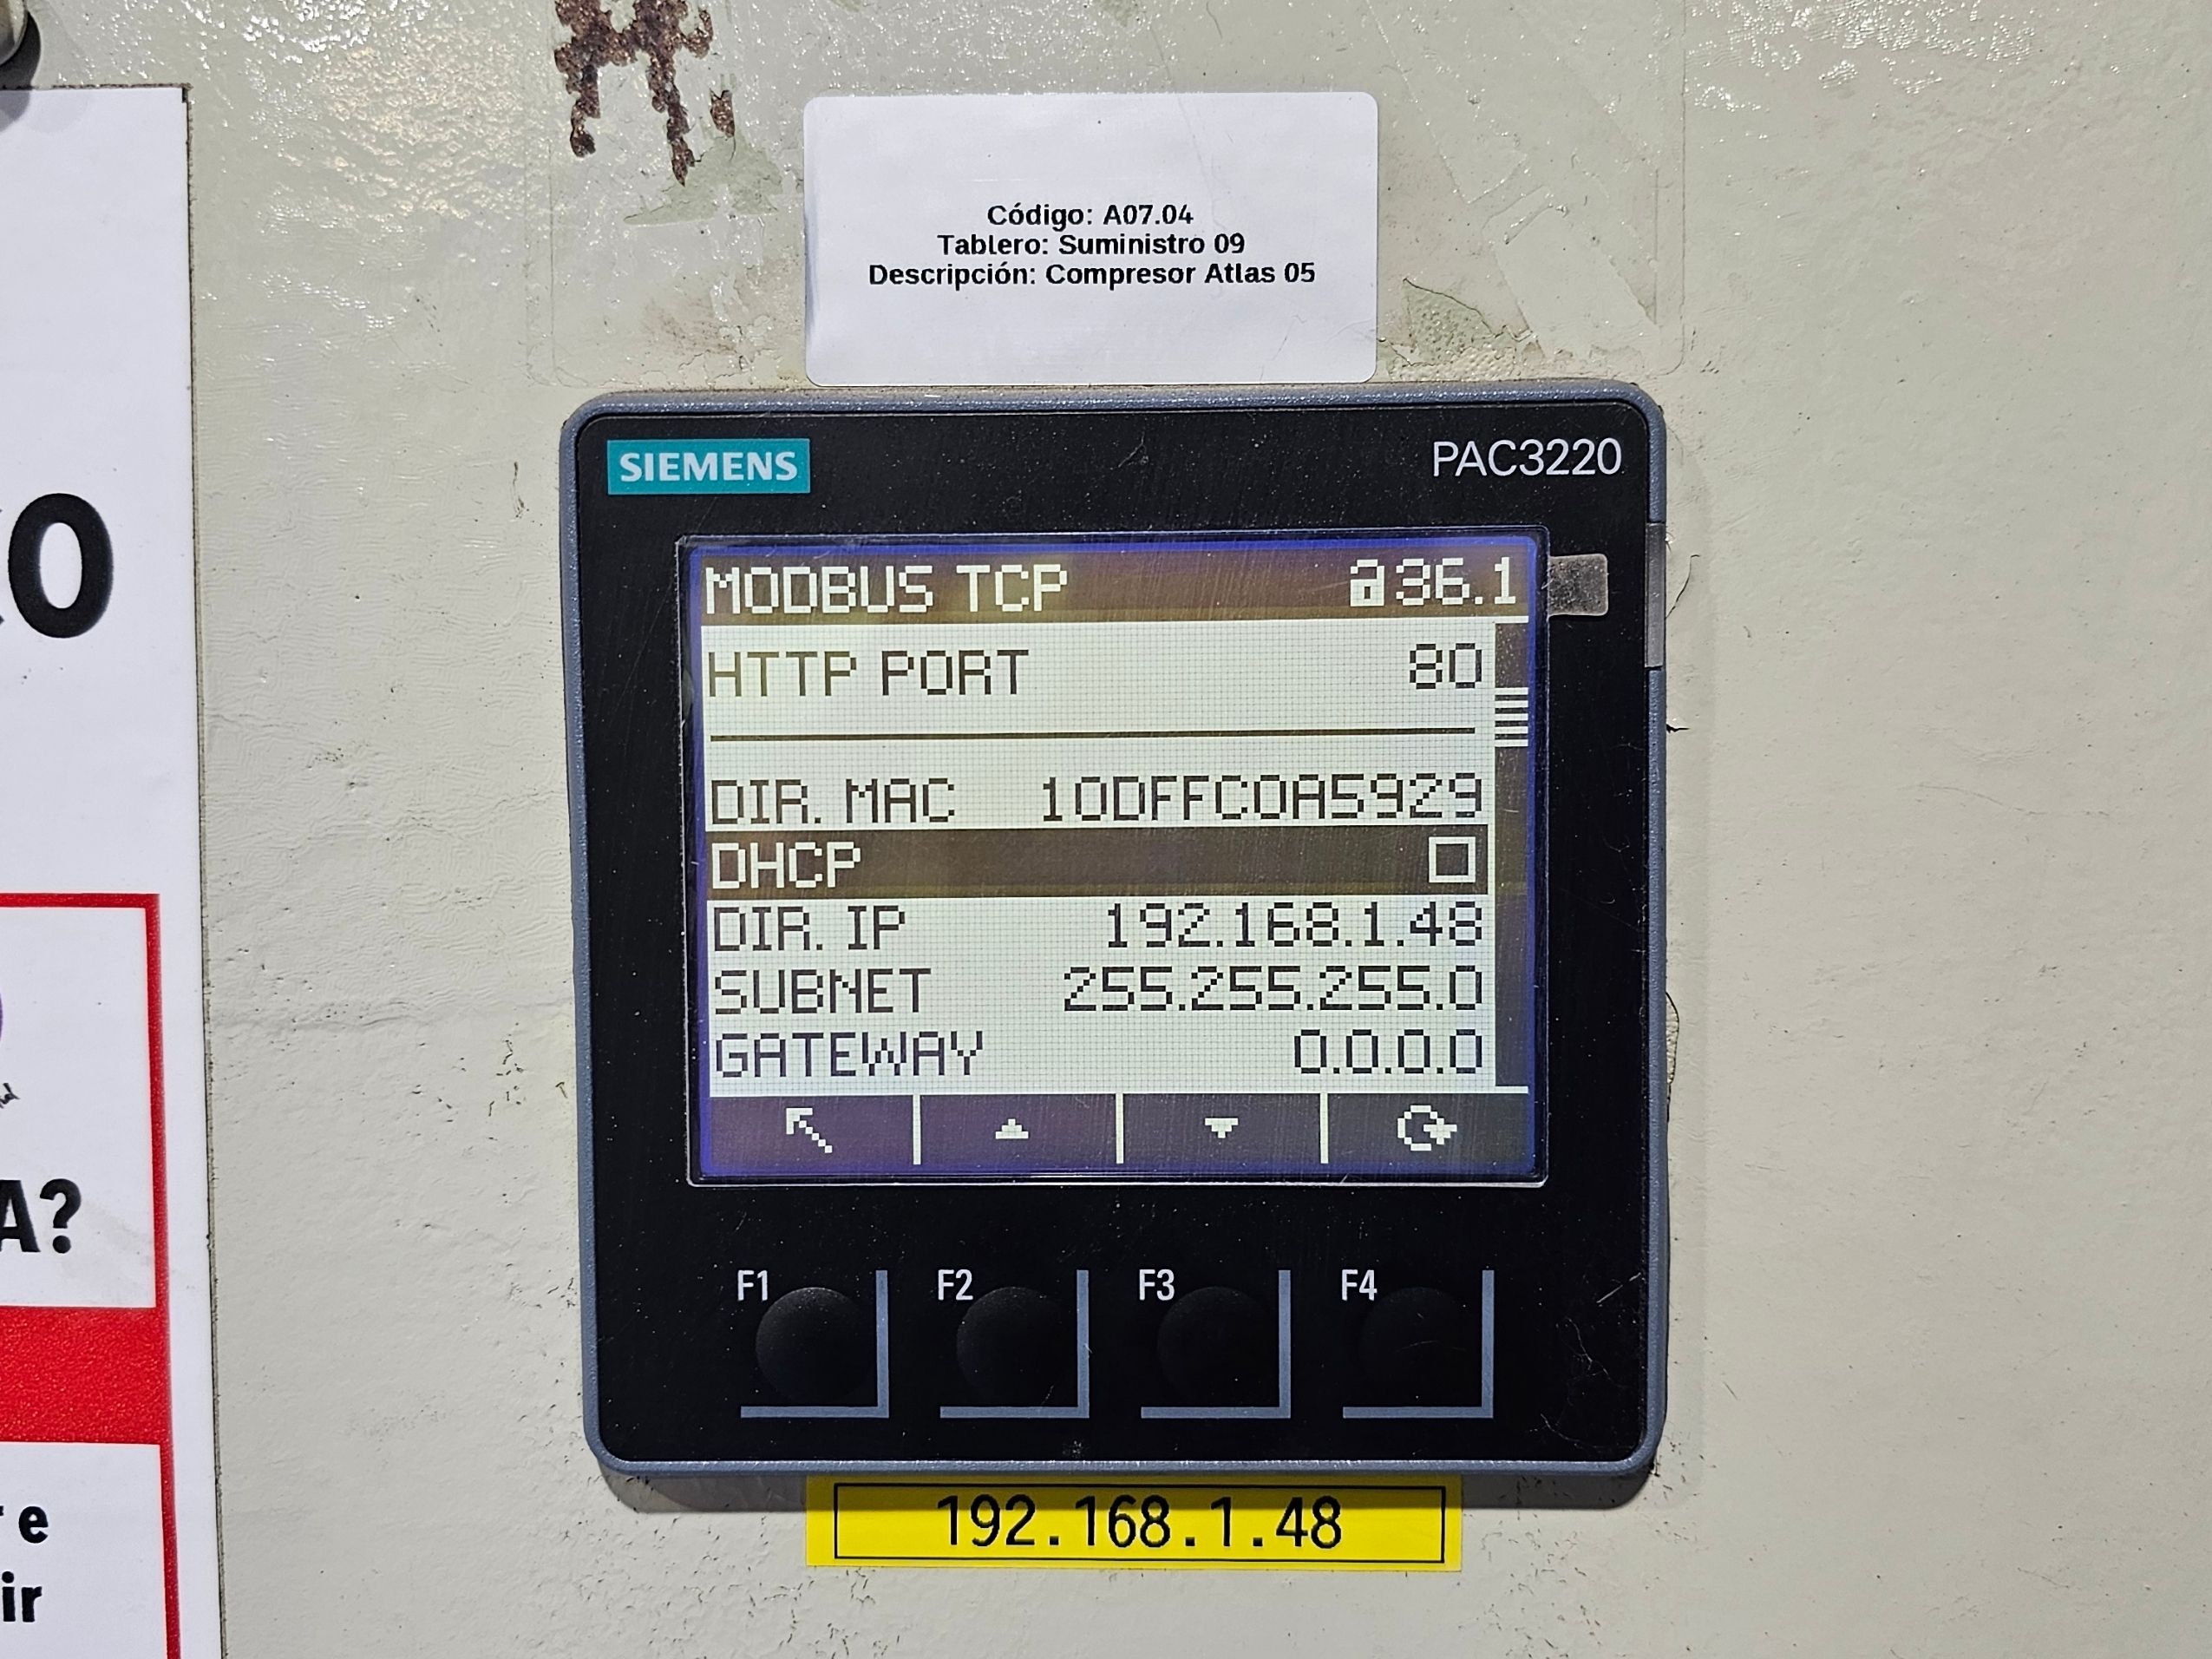 Código: A07.04
Tablero: Suministro 09
Descripción: Compresor Atlas 05
SIEMENS
PAC3220
MODBUS TCP 36.1
HTTP PORT 80
DIR. MAC 10DFFC0A5929
DHCP
DIR. IP 192.168.1.48
SUBNET 255.255.255.0
GATEWAY 0.0.0.0
F1 F2 F3 F4
192.168.1.48
A?
e
ir